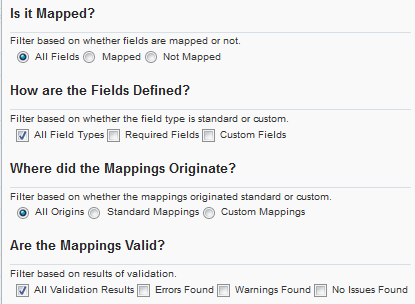 Is it Mapped?
Filter based on whether fields are mapped or not.
All Fields Mapped Not Mapped
How are the Fields Defined?
Filter based on whether the field type is standard or custom.
All Field Types Required Fields Custom Fields
Where did the Mappings Originate?
Filter based on whether the mappings originated standard or custom.
All Origins Standard Mappings Custom Mappings
Are the Mappings Valid?
Filter based on results of validation.
All Validation Results Errors Found Warnings Found No Issues Found